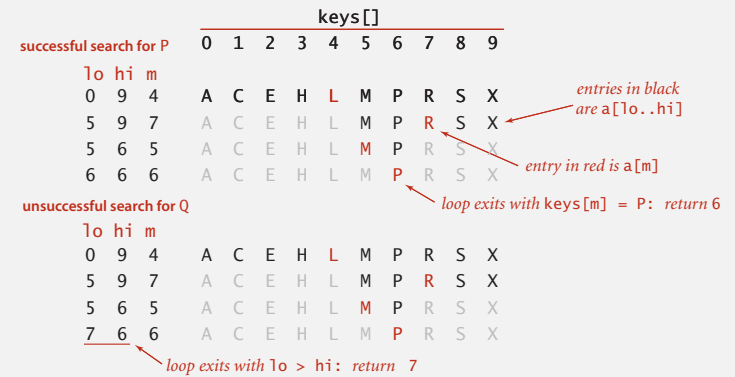 keys[]
successful search for P 0 1 2 3 4 5 6 7 8 9
lo hi m
0 9 4 A C E H L M P R S X
entries in black
are a[lo..hi]
5 9 7 A C E H L M P R S X
5 6 5 A C E H L M P R S X
entry in red is a[m]
6 6 6 A C E H L M P R S X
loop exits with keys[m] = P: return 6
unsuccessful search for Q
lo hi m
0 9 4 A C E H L M P R S X
5 9 7 A C E H L M P R S X
5 6 5 A C E H L M P R S X
7 6 6 A C E H L M P R S X
loop exits with lo > hi: return 7